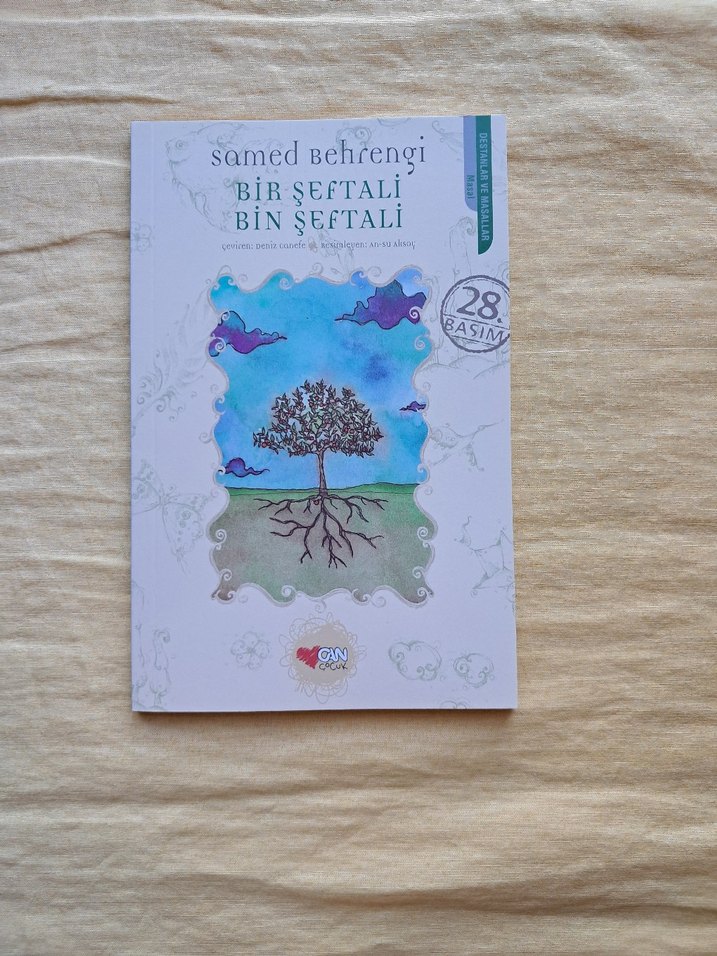 Samed Behrengi
BİR ŞEFTALİ
BİN ŞEFTALİ
Çeviren: Deniz Canefe Resimleyen: An-Su Aksoy
DESTANLAR VE MASALLAR
Masal
28.
BASIM
CAN
ÇOCUK